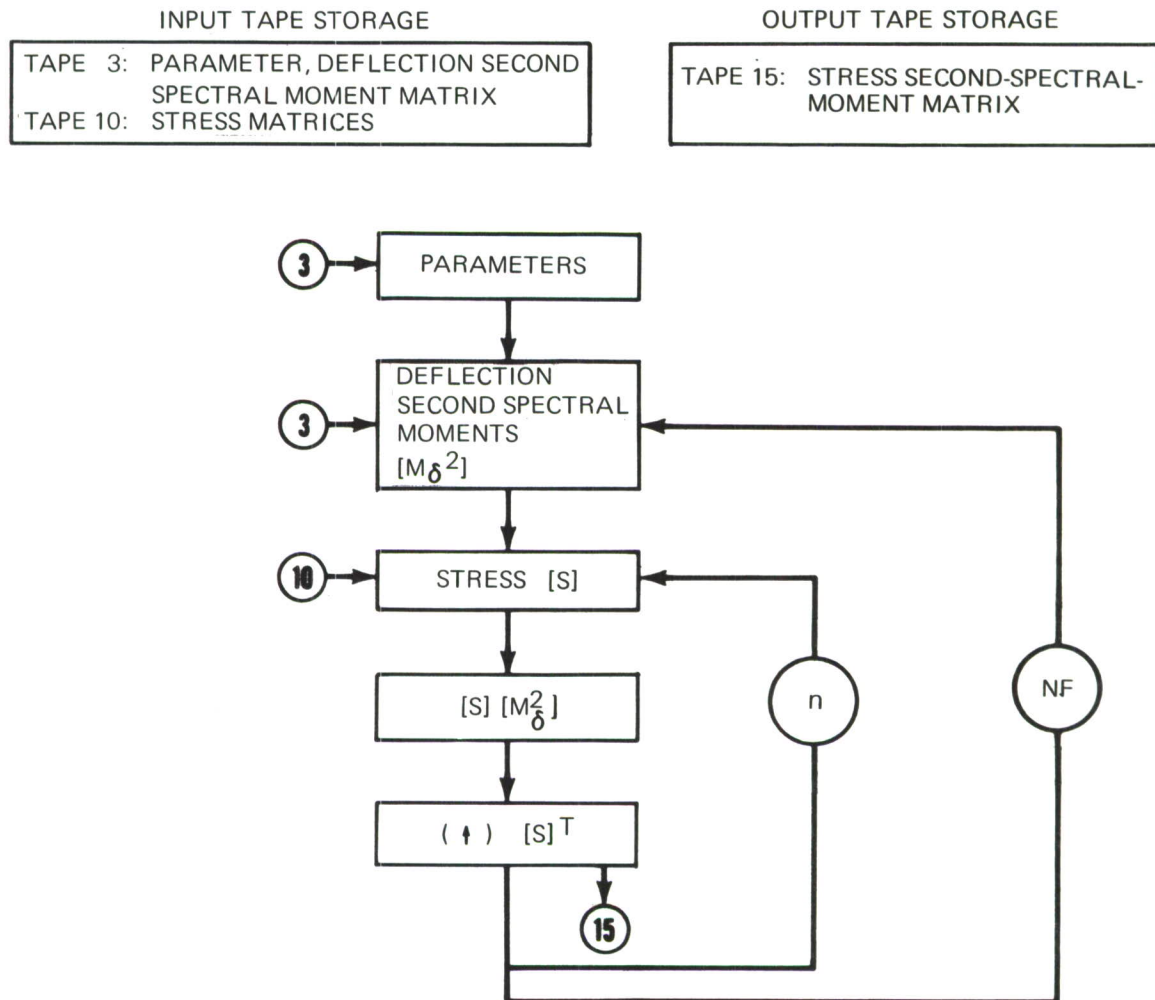 INPUT TAPE STORAGE
TAPE 3: PARAMETER, DEFLECTION SECOND
SPECTRAL MOMENT MATRIX
TAPE 10: STRESS MATRICES
OUTPUT TAPE STORAGE
TAPE 15: STRESS SECOND-SPECTRAL-
MOMENT MATRIX
3
PARAMETERS
3
DEFLECTION
SECOND SPECTRAL
MOMENTS
[Mδ²]
10
STRESS [S]
[S] [M²δ]
n
NF
(↑) [S]ᵀ
15